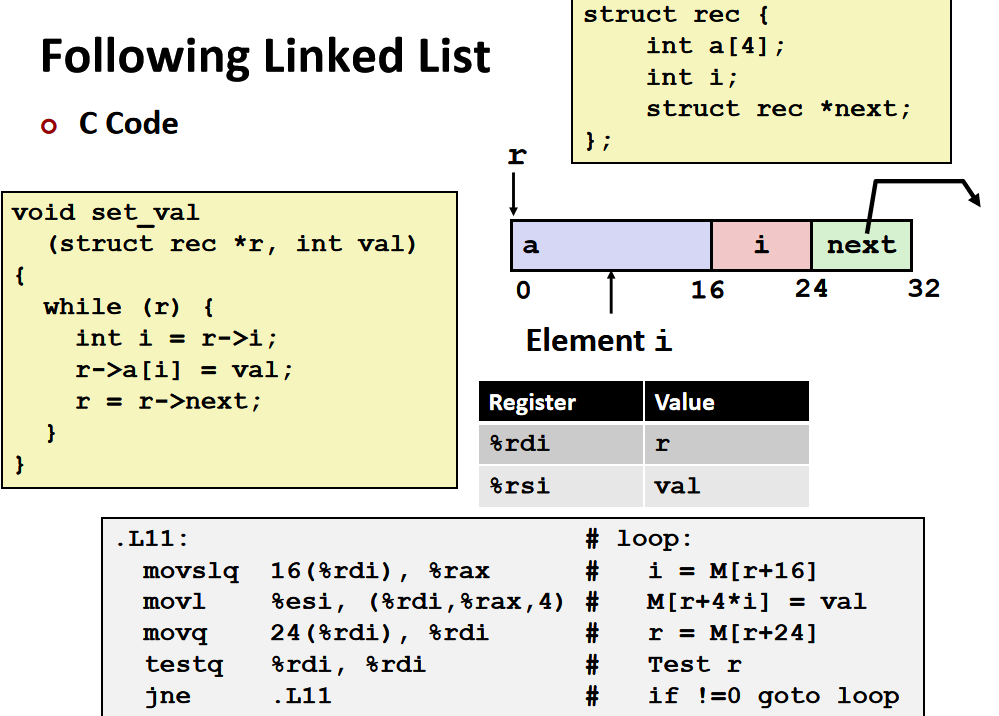 Following Linked List
C Code
struct rec {
    int a[4];
    int i;
    struct rec *next;
};
void set_val
  (struct rec *r, int val)
{
  while (r) {
    int i = r->i;
    r->a[i] = val;
    r = r->next;
  }
}
r
a i next
0 16 24 32
Element i
Register Value
%rdi r
%rsi val
.L11: # loop:
  movslq 16(%rdi), %rax # i = M[r+16]
  movl %esi, (%rdi,%rax,4) # M[r+4*i] = val
  movq 24(%rdi), %rdi # r = M[r+24]
  testq %rdi, %rdi # Test r
  jne .L11 # if !=0 goto loop